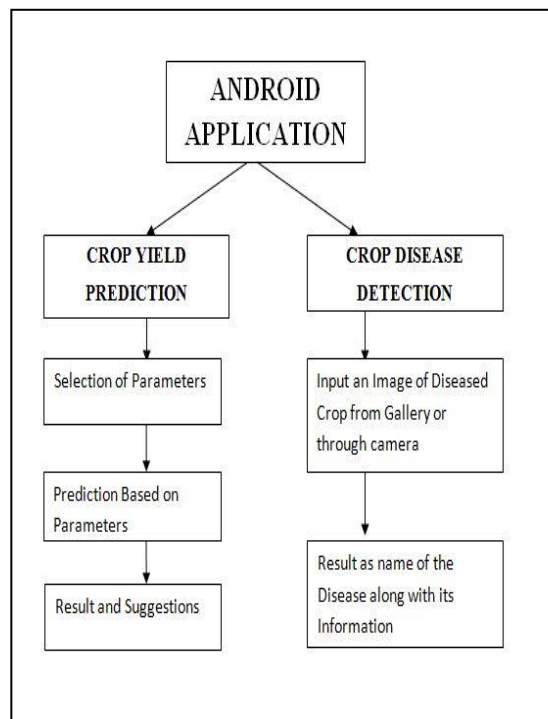 ANDROID
APPLICATION
CROP YIELD
PREDICTION
Selection of Parameters
Prediction Based on
Parameters
Result and Suggestions
CROP DISEASE
DETECTION
Input an Image of Diseased
Crop from Gallery or
through camera
Result as name of the
Disease along with its
Information